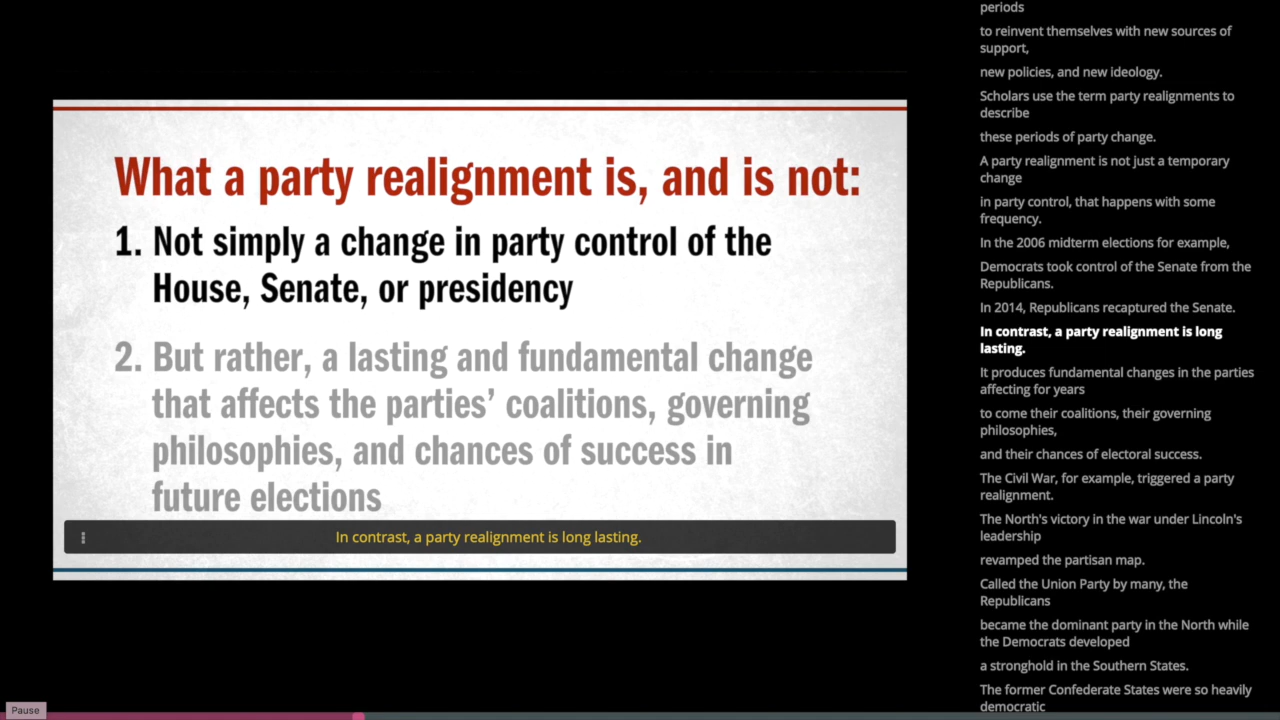 What a party realignment is, and is not:
1. Not simply a change in party control of the
House, Senate, or presidency
2. But rather, a lasting and fundamental change
that affects the parties’ coalitions, governing
philosophies, and chances of success in
future elections
In contrast, a party realignment is long lasting.
Pause
periods
to reinvent themselves with new sources of
support,
new policies, and new ideology.
Scholars use the term party realignments to
describe
these periods of party change.
A party realignment is not just a temporary
change
in party control, that happens with some
frequency.
In the 2006 midterm elections for example,
Democrats took control of the Senate from the
Republicans.
In 2014, Republicans recaptured the Senate.
In contrast, a party realignment is long
lasting.
It produces fundamental changes in the parties
affecting for years
to come their coalitions, their governing
philosophies,
and their chances of electoral success.
The Civil War, for example, triggered a party
realignment.
The North's victory in the war under Lincoln's
leadership
revamped the partisan map.
Called the Union Party by many, the
Republicans
became the dominant party in the North while
the Democrats developed
a stronghold in the Southern States.
The former Confederate States were so heavily
democratic